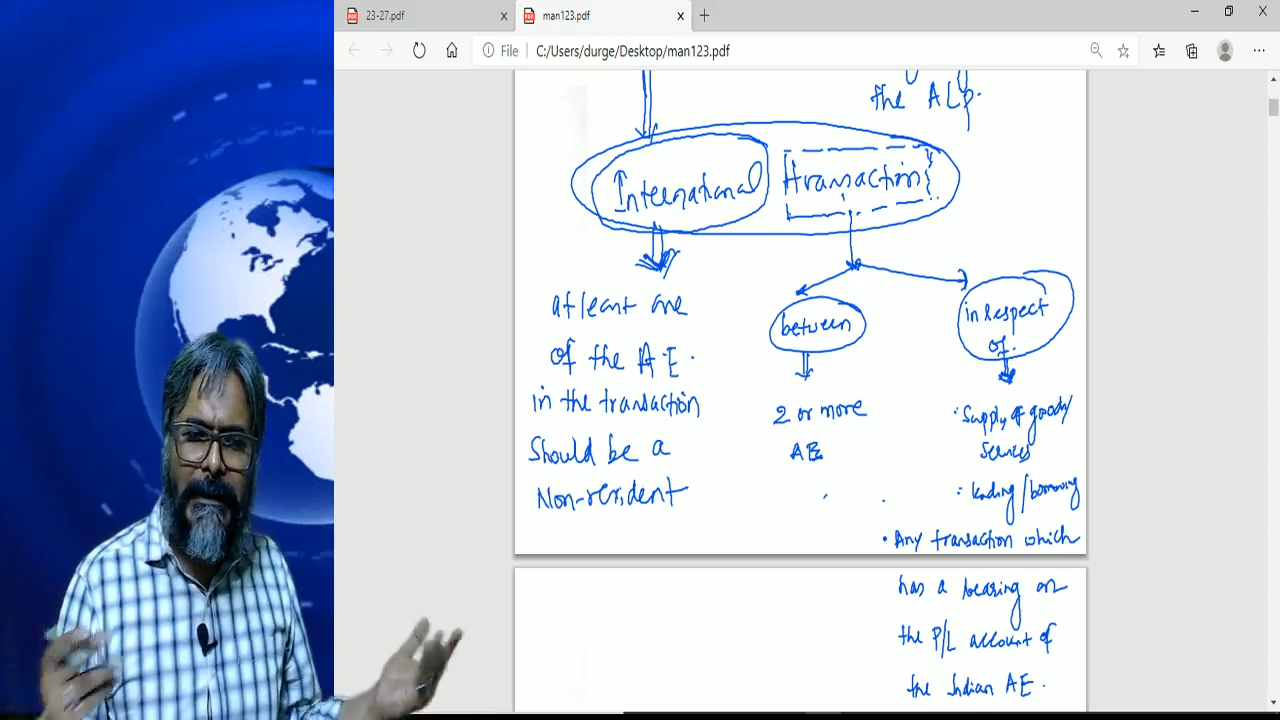 23-27.pdf
man123.pdf
File
C:/Users/durge/Desktop/man123.pdf
the ALP.
International transaction
atleast one
of the A.E.
in the transaction
Should be a
Non-resident
between
2 or more
AE
in respect
of.
Supply of goods/
Services
lending/borrowing
Any transaction which
has a bearing on
the P/L account of
the Indian AE.